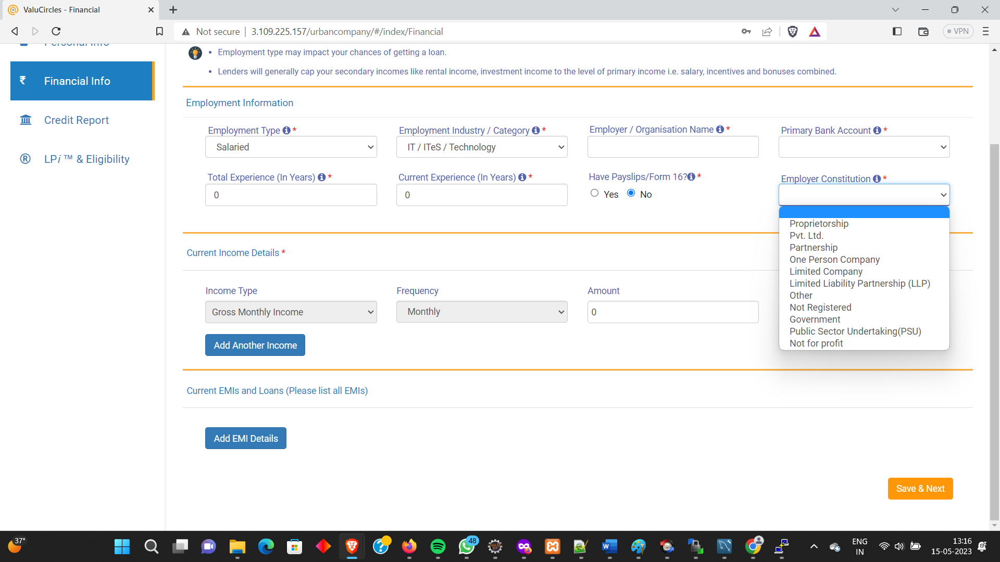 ValuCircles - Financial
Not secure
3.109.225.157/urbancompany/#/index/Financial
VPN
Personal Info
Financial Info
Credit Report
LPi ™ & Eligibility
Employment type may impact your chances of getting a loan.
Lenders will generally cap your secondary incomes like rental income, investment income to the level of primary income i.e. salary, incentives and bonuses combined.
Employment Information
Employment Type *
Employment Industry / Category *
Employer / Organisation Name *
Primary Bank Account *
Salaried
IT / ITeS / Technology
Total Experience (In Years) *
Current Experience (In Years) *
Have Payslips/Form 16? *
Employer Constitution *
0
0
Yes No
Proprietorship
Pvt. Ltd.
Partnership
One Person Company
Limited Company
Limited Liability Partnership (LLP)
Other
Not Registered
Government
Public Sector Undertaking(PSU)
Not for profit
Current Income Details *
Income Type
Frequency
Amount
Gross Monthly Income
Monthly
0
Add Another Income
Current EMIs and Loans (Please list all EMIs)
Add EMI Details
Save & Next
37°
48
ENG
IN
13:16
15-05-2023